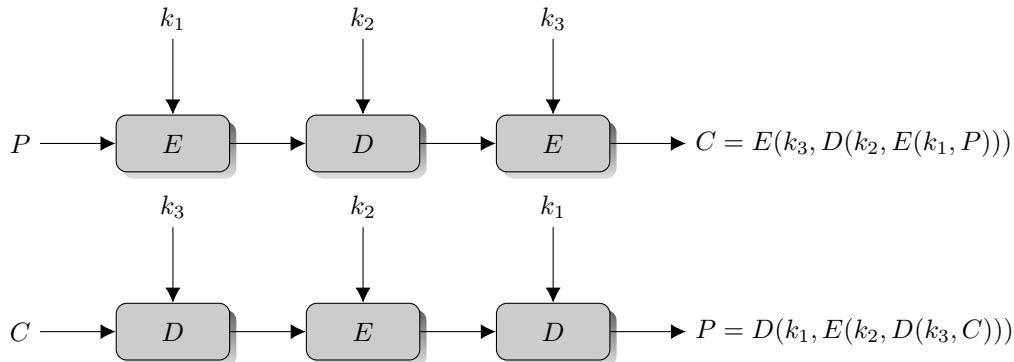 k₁ k₂ k₃
P E D E C = E(k₃, D(k₂, E(k₁, P)))
k₃ k₂ k₁
C D E D P = D(k₁, E(k₂, D(k₃, C)))